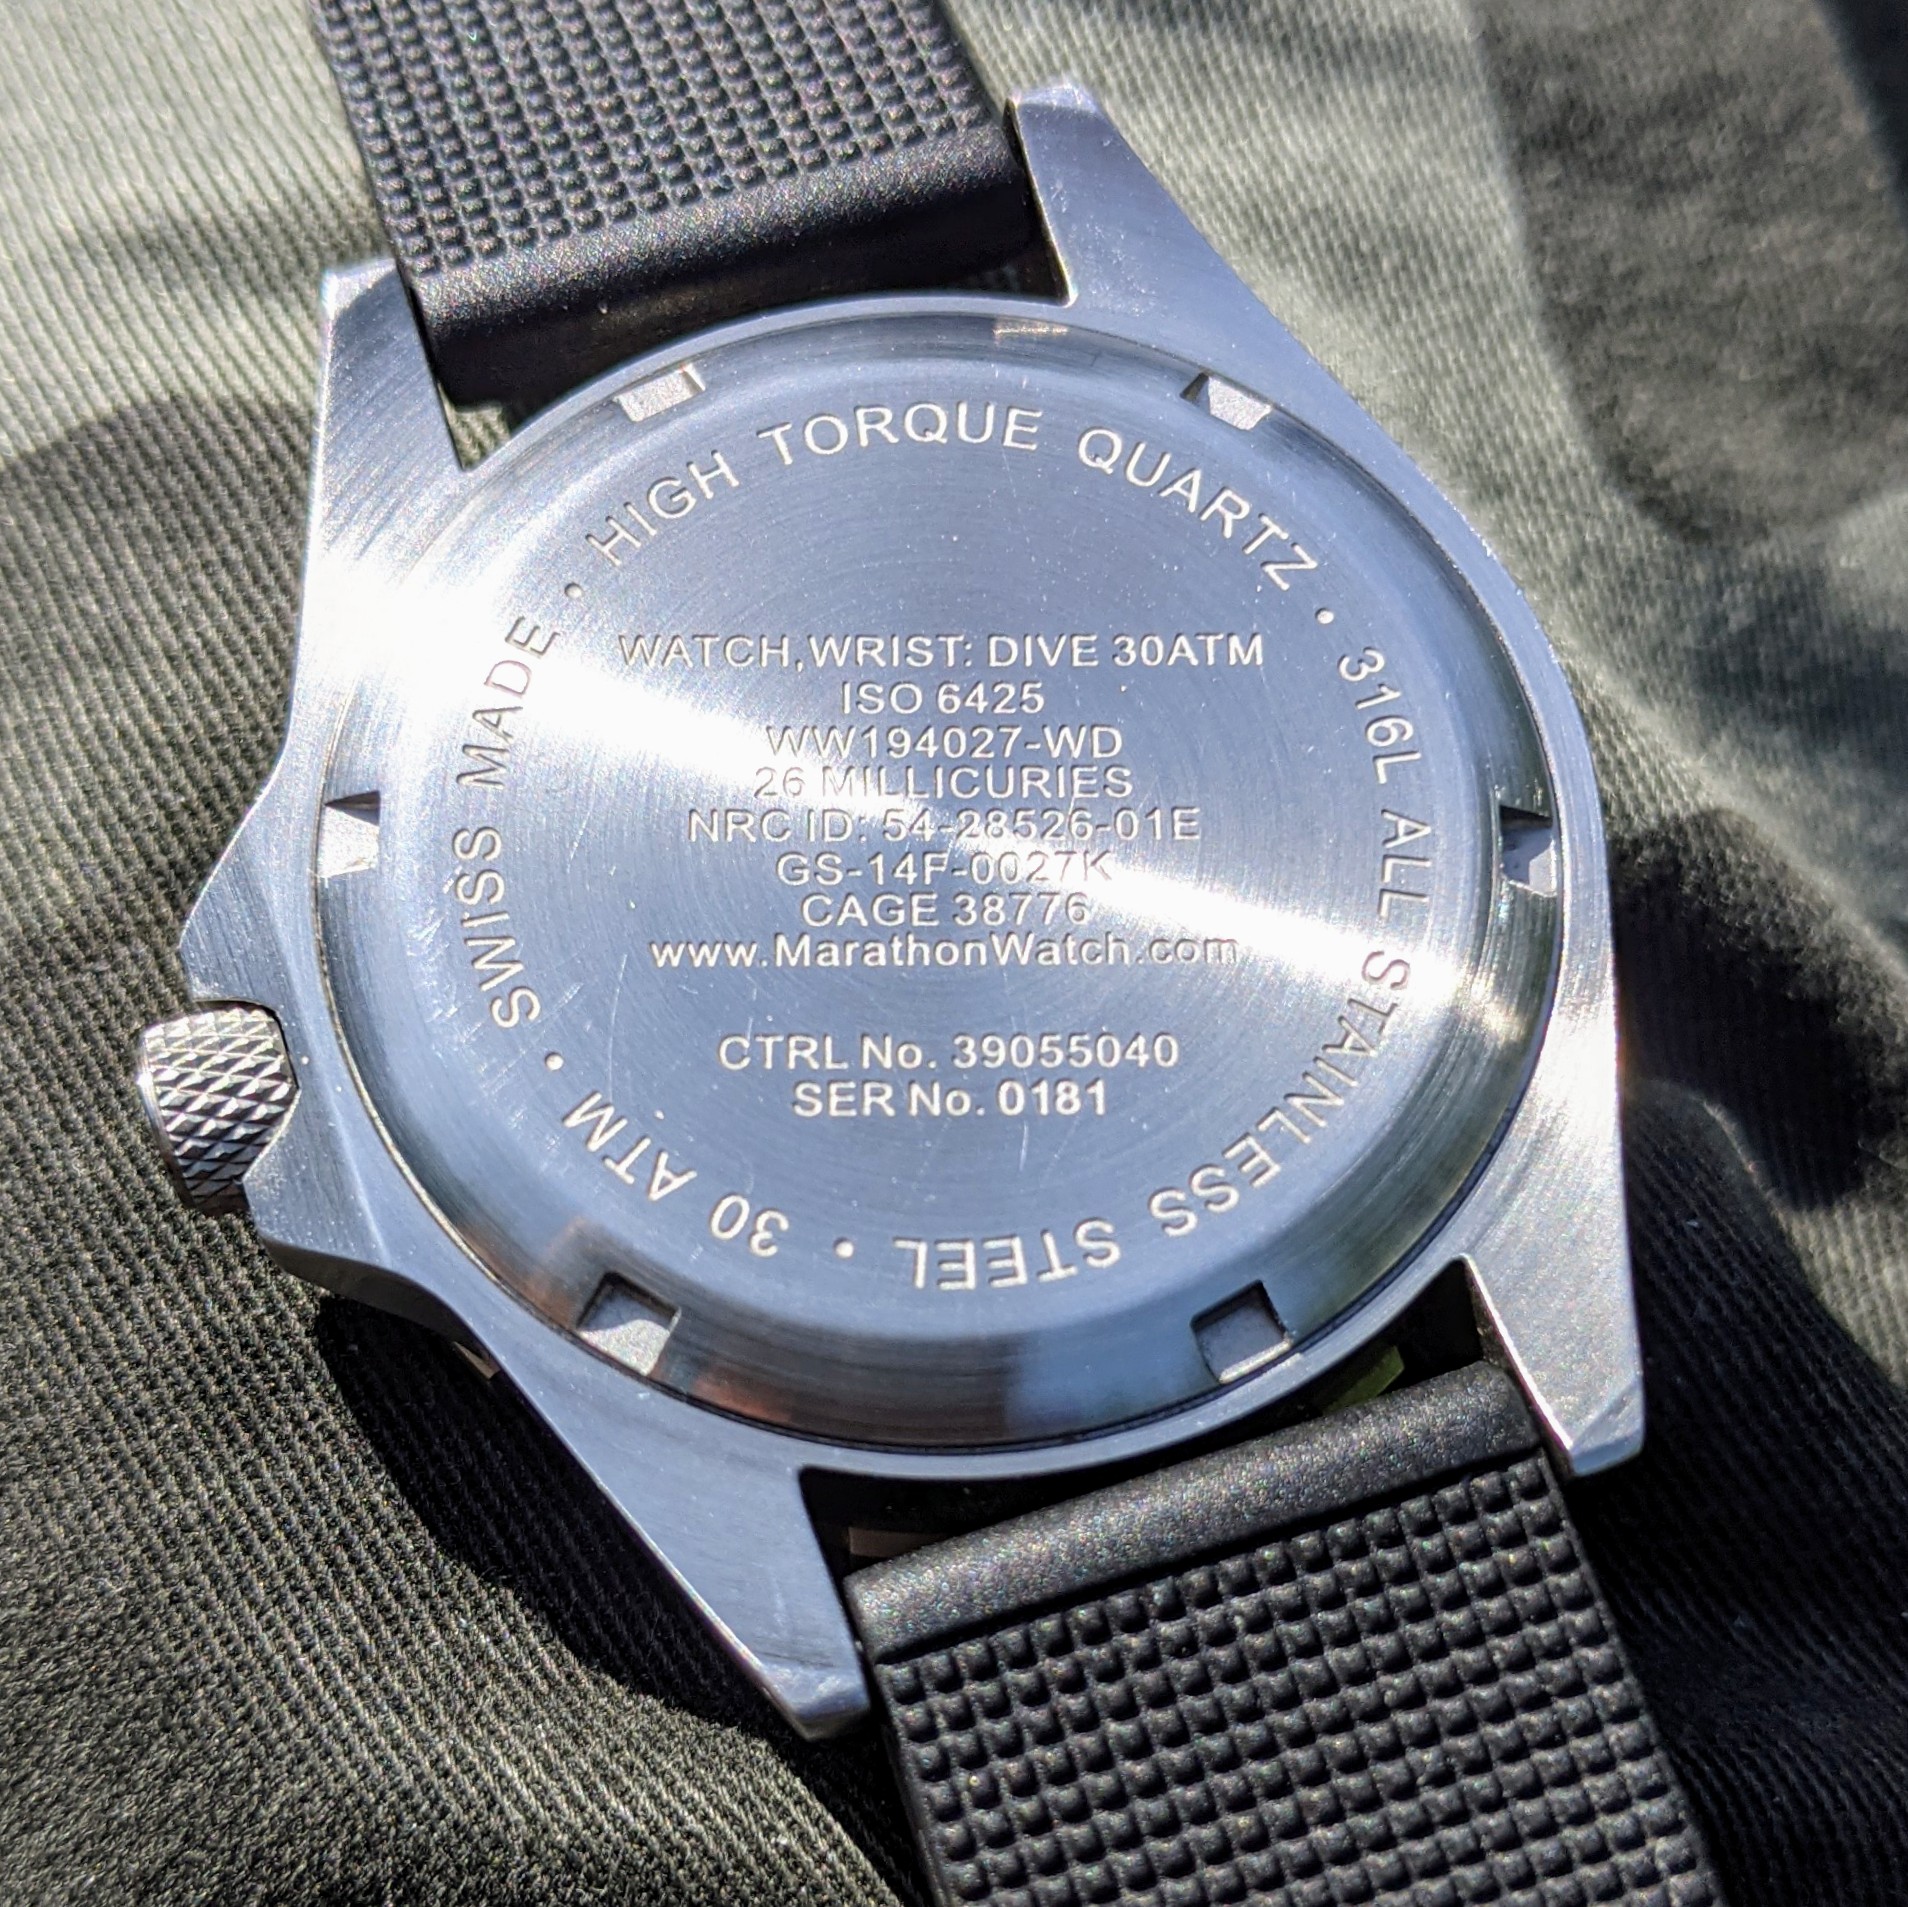 SWISS MADE • HIGH TORQUE QUARTZ • 316L ALL STAINLESS STEEL • 30 ATM •
WATCH,WRIST: DIVE 30ATM
ISO 6425
WW194027-WD
26 MILLICURIES
NRC ID: 54-28526-01E
GS-14F-0027K
CAGE 38776
www.MarathonWatch.com
CTRL No. 39055040
SER No. 0181